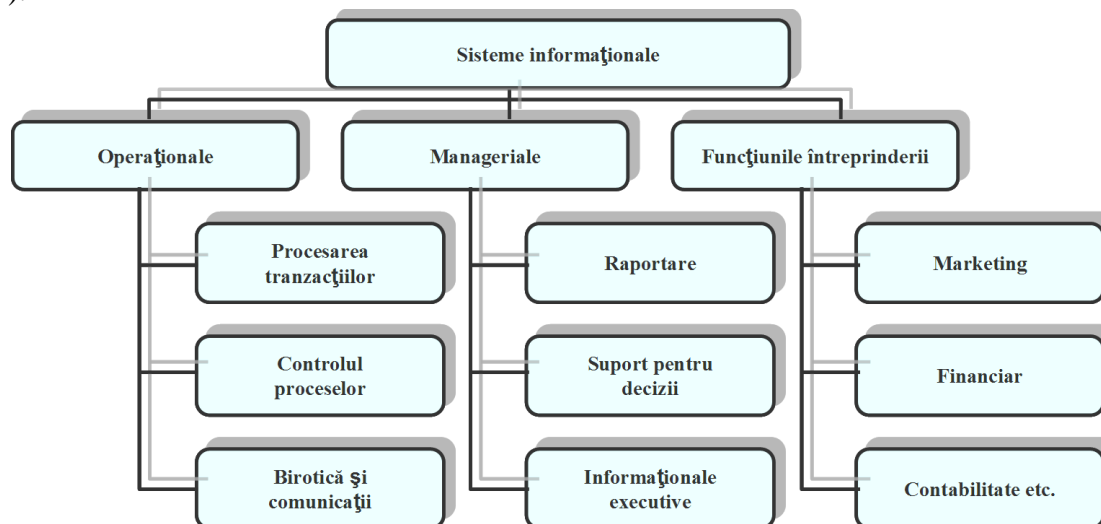 ).
Sisteme informaţionale
Operaţionale
Manageriale
Funcţiunile întreprinderii
Procesarea
tranzacţiilor
Raportare
Marketing
Controlul
proceselor
Suport pentru
decizii
Financiar
Birotică şi
comunicaţii
Informaţionale
executive
Contabilitate etc.